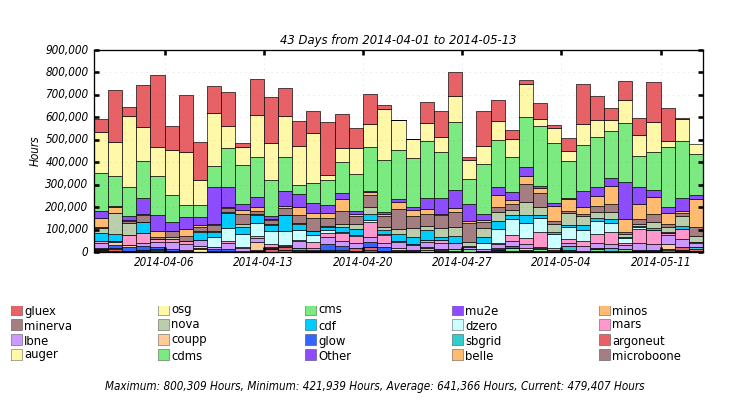 43 Days from 2014-04-01 to 2014-05-13
900,000
800,000
700,000
600,000
500,000
400,000
300,000
200,000
100,000
0
Hours
2014-04-06 2014-04-13 2014-04-20 2014-04-27 2014-05-04 2014-05-11
gluex osg cms mu2e minos
minerva nova cdf dzero mars
lbne coupp glow sbgrid argoneut
auger cdms Other belle microboone
Maximum: 800,309 Hours, Minimum: 421,939 Hours, Average: 641,366 Hours, Current: 479,407 Hours